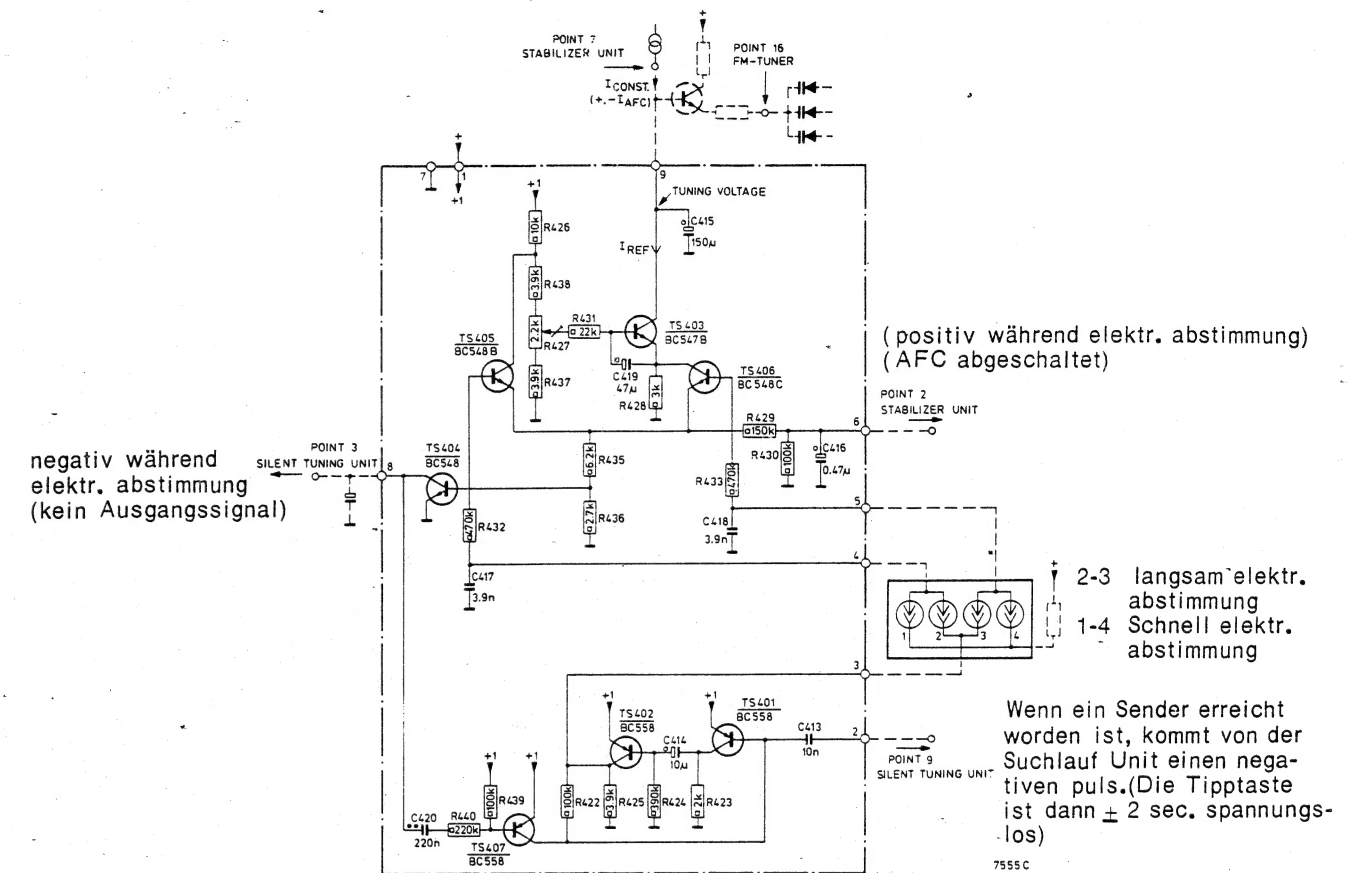 POINT 7
STABILIZER UNIT
+
POINT 16
FM-TUNER
ICONST.
(+.-IAFC)
+
7
1
9
+1
+1
TUNING VOLTAGE
C415
150µ
10k
R426
IREF
3.9k
R438
R431
22k
TS403
BC547B
2.2k
R427
TS405
BC548B
C419
47µ
3k
R428
TS406
BC548C
3.9k
R437
(positiv während elektr. abstimmung)
(AFC abgeschaltet)
POINT 2
STABILIZER UNIT
R429
150k
6
100k
R430
C416
0.47µ
negativ während
elektr. abstimmung
(kein Ausgangssignal)
POINT 3
SILENT TUNING UNIT
8
TS404
BC548
6.2k
R435
470k
R433
2.7k
R436
5
470k
R432
C418
3.9n
4
C417
3.9n
+
1
2
3
4
2-3 langsam elektr.
abstimmung
1-4 Schnell elektr.
abstimmung
3
+1
TS402
BC558
+1
TS401
BC558
C414
10µ
C413
10n
2
POINT 9
SILENT TUNING UNIT
Wenn ein Sender erreicht
worden ist, kommt von der
Suchlauf Unit einen nega-
tiven puls.(Die Tipptaste
ist dann ± 2 sec. spannungs-
los)
+1
+1
100k
R439
100k
R422
3.9k
R425
390k
R424
2k
R423
C420
220n
R440
220k
TS407
BC558
7555C